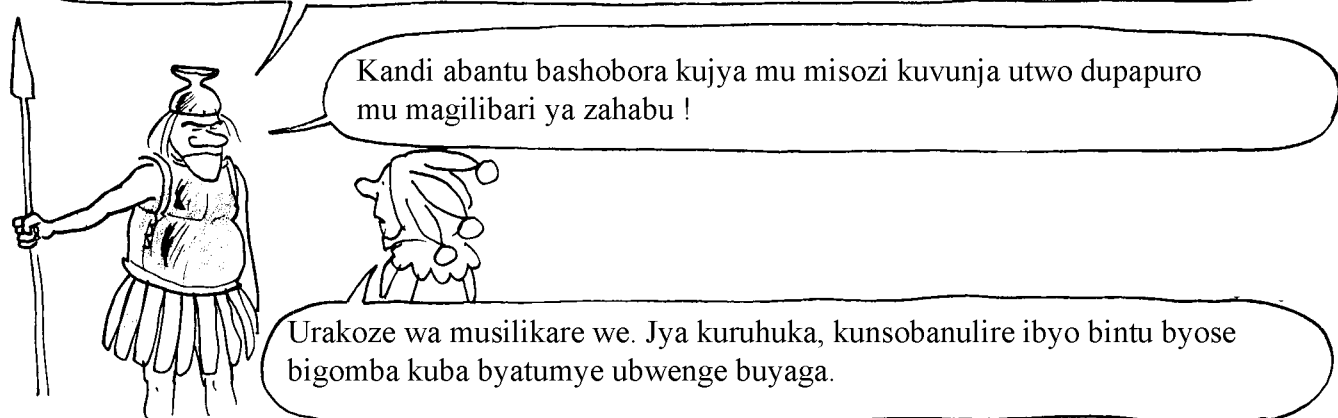 Kandi abantu bashobora kujya mu misozi kuvunja utwo dupapuro
mu magilibari ya zahabu !
Urakoze wa musilikare we. Jya kuruhuka, kunsobanulire ibyo bintu byose
bigomba kuba byatumye ubwenge buyaga.